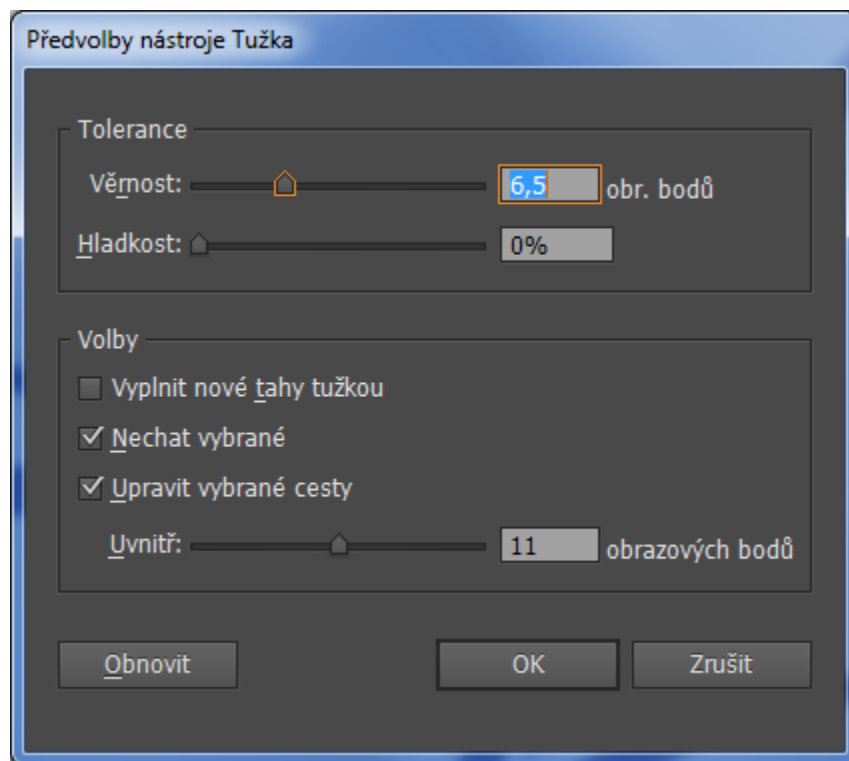 Předvolby nástroje Tužka
Tolerance
Věrnost: 6,5 obr. bodů
Hladkost: 0%
Volby
Vyplnit nové tahy tužkou
Nechat vybrané
Upravit vybrané cesty
Uvnitř: 11 obrazových bodů
Obnovit OK Zrušit